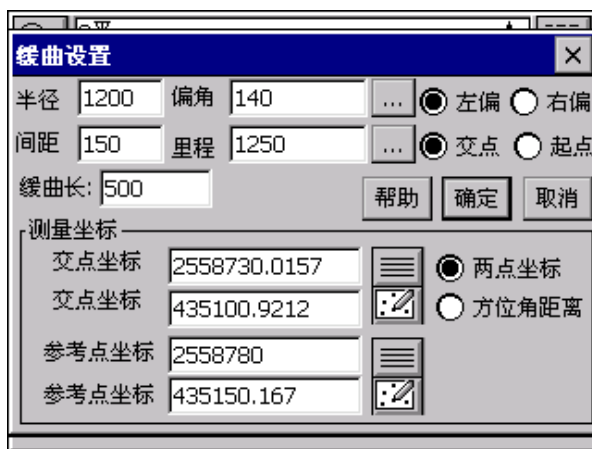 缓曲设置
半径 1200 偏角 140 ... 左偏 右偏
间距 150 里程 1250 ... 交点 起点
缓曲长: 500 帮助 确定 取消
测量坐标
交点坐标 2558730.0157 两点坐标
交点坐标 435100.9212 方位角距离
参考点坐标 2558780
参考点坐标 435150.167